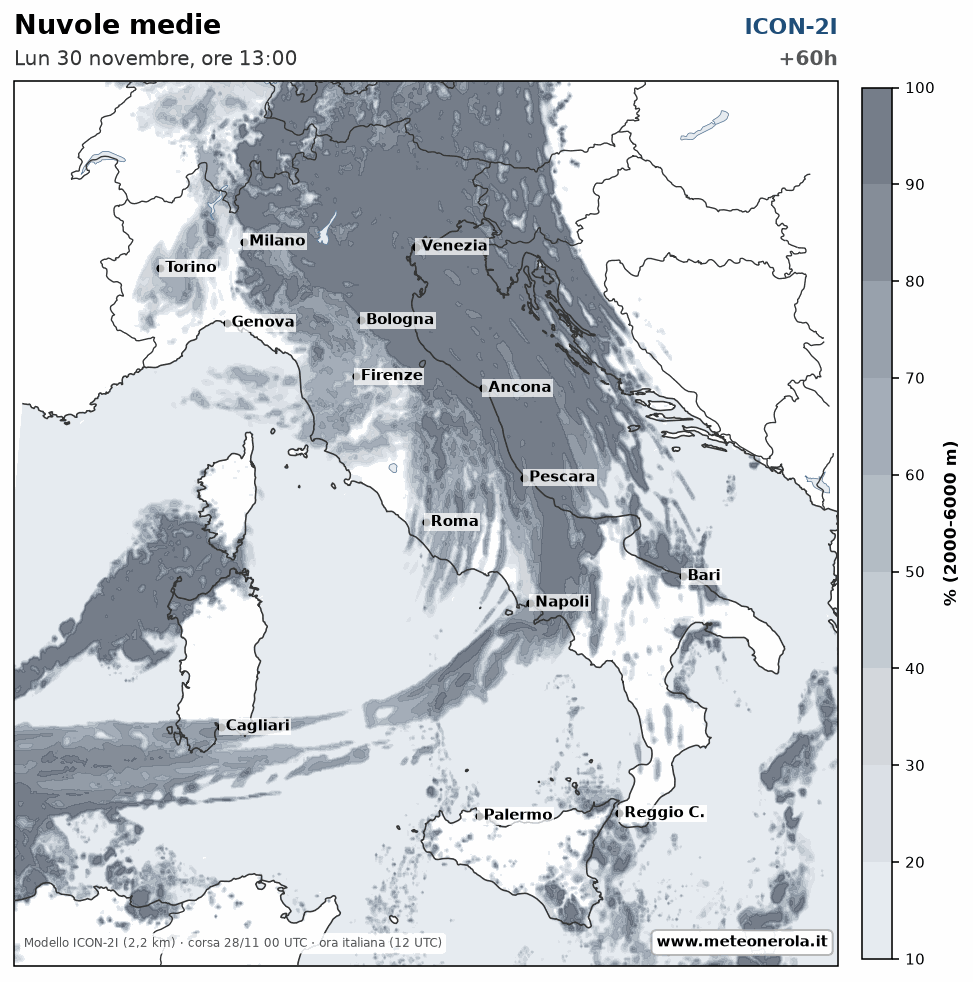 Nuvole medie
ICON-2I
Lun 30 novembre, ore 13:00
+60h
Milano
Venezia
Torino
Genova
Bologna
Firenze
Ancona
Pescara
Roma
Bari
Napoli
Cagliari
Palermo
Reggio C.
Modello ICON-2I (2,2 km) · corsa 28/11 00 UTC · ora italiana (12 UTC)
www.meteonerola.it
100
90
80
70
60
50
40
30
20
10
% (2000-6000 m)